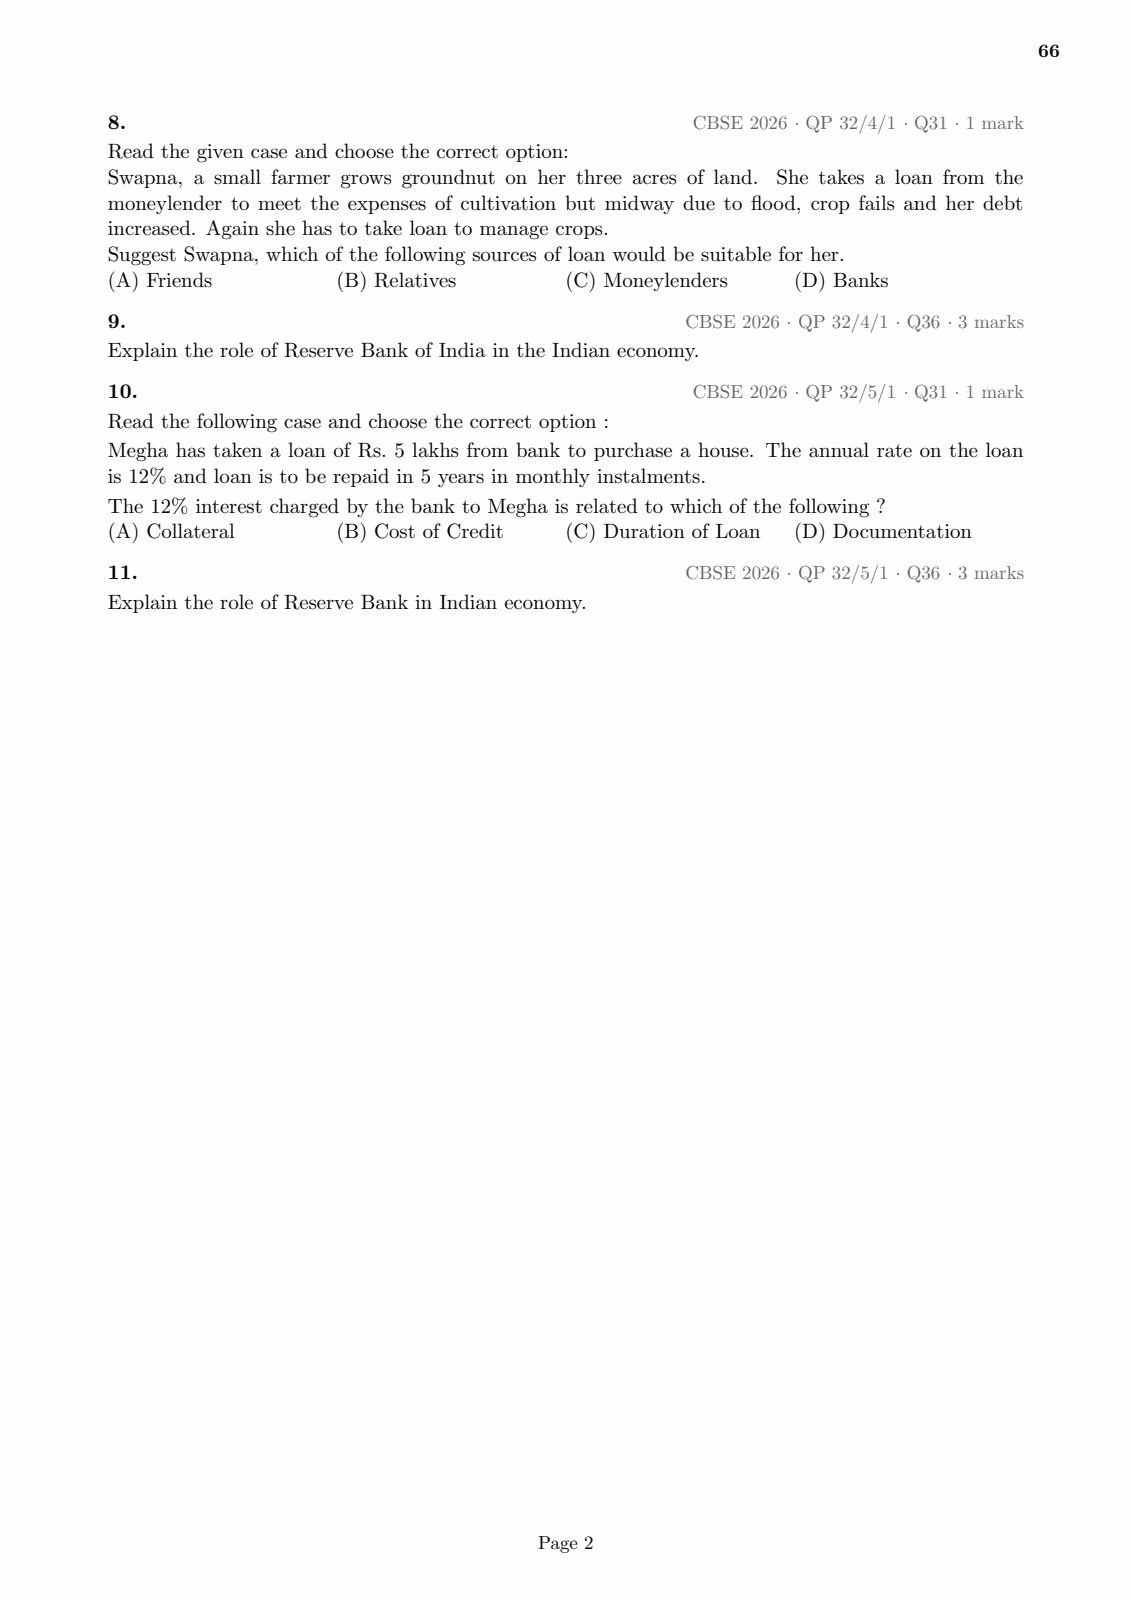 66
8. CBSE 2026 · QP 32/4/1 · Q31 · 1 mark
Read the given case and choose the correct option:
Swapna, a small farmer grows groundnut on her three acres of land. She takes a loan from the
moneylender to meet the expenses of cultivation but midway due to flood, crop fails and her debt
increased. Again she has to take loan to manage crops.
Suggest Swapna, which of the following sources of loan would be suitable for her.
(A) Friends (B) Relatives (C) Moneylenders (D) Banks
9. CBSE 2026 · QP 32/4/1 · Q36 · 3 marks
Explain the role of Reserve Bank of India in the Indian economy.
10. CBSE 2026 · QP 32/5/1 · Q31 · 1 mark
Read the following case and choose the correct option :
Megha has taken a loan of Rs. 5 lakhs from bank to purchase a house. The annual rate on the loan
is 12% and loan is to be repaid in 5 years in monthly instalments.
The 12% interest charged by the bank to Megha is related to which of the following ?
(A) Collateral (B) Cost of Credit (C) Duration of Loan (D) Documentation
11. CBSE 2026 · QP 32/5/1 · Q36 · 3 marks
Explain the role of Reserve Bank in Indian economy.
Page 2